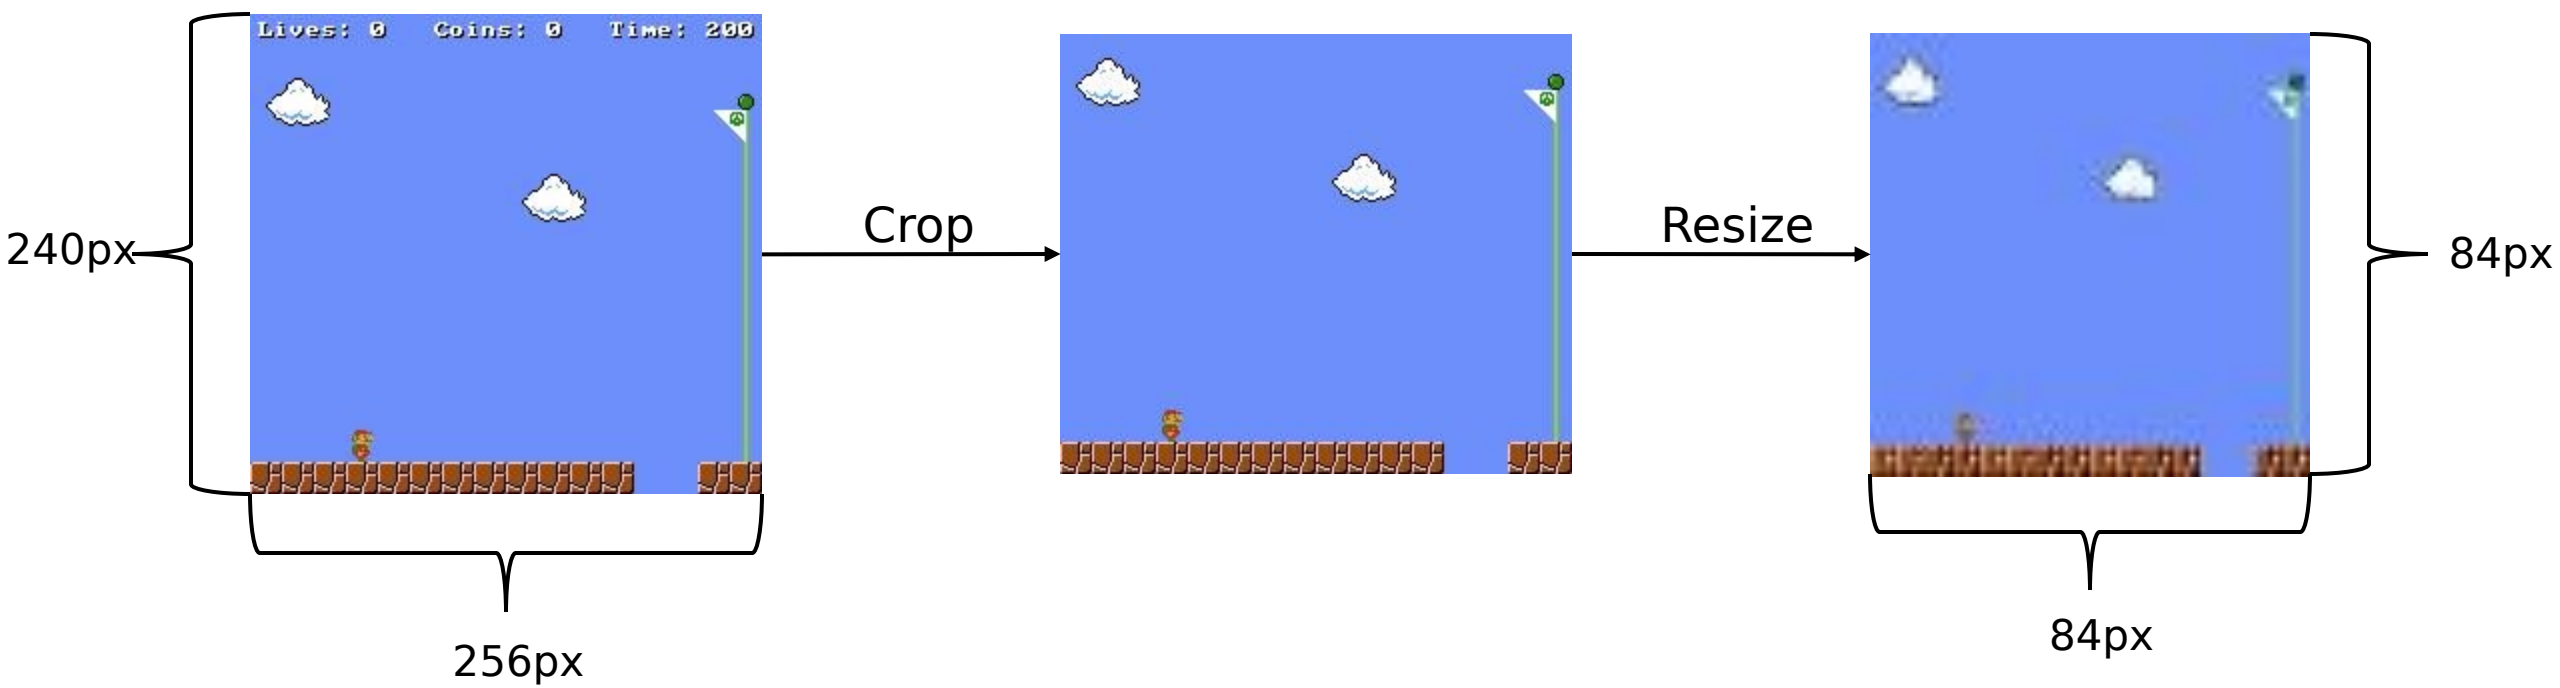 Lives: 0 Coins: 0 Time: 200
240px
Crop
Resize
84px
256px
84px